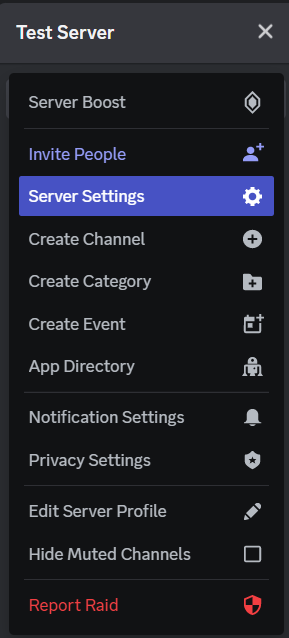 Test Server
Server Boost
Invite People
Server Settings
Create Channel
Create Category
Create Event
App Directory
Notification Settings
Privacy Settings
Edit Server Profile
Hide Muted Channels
Report Raid